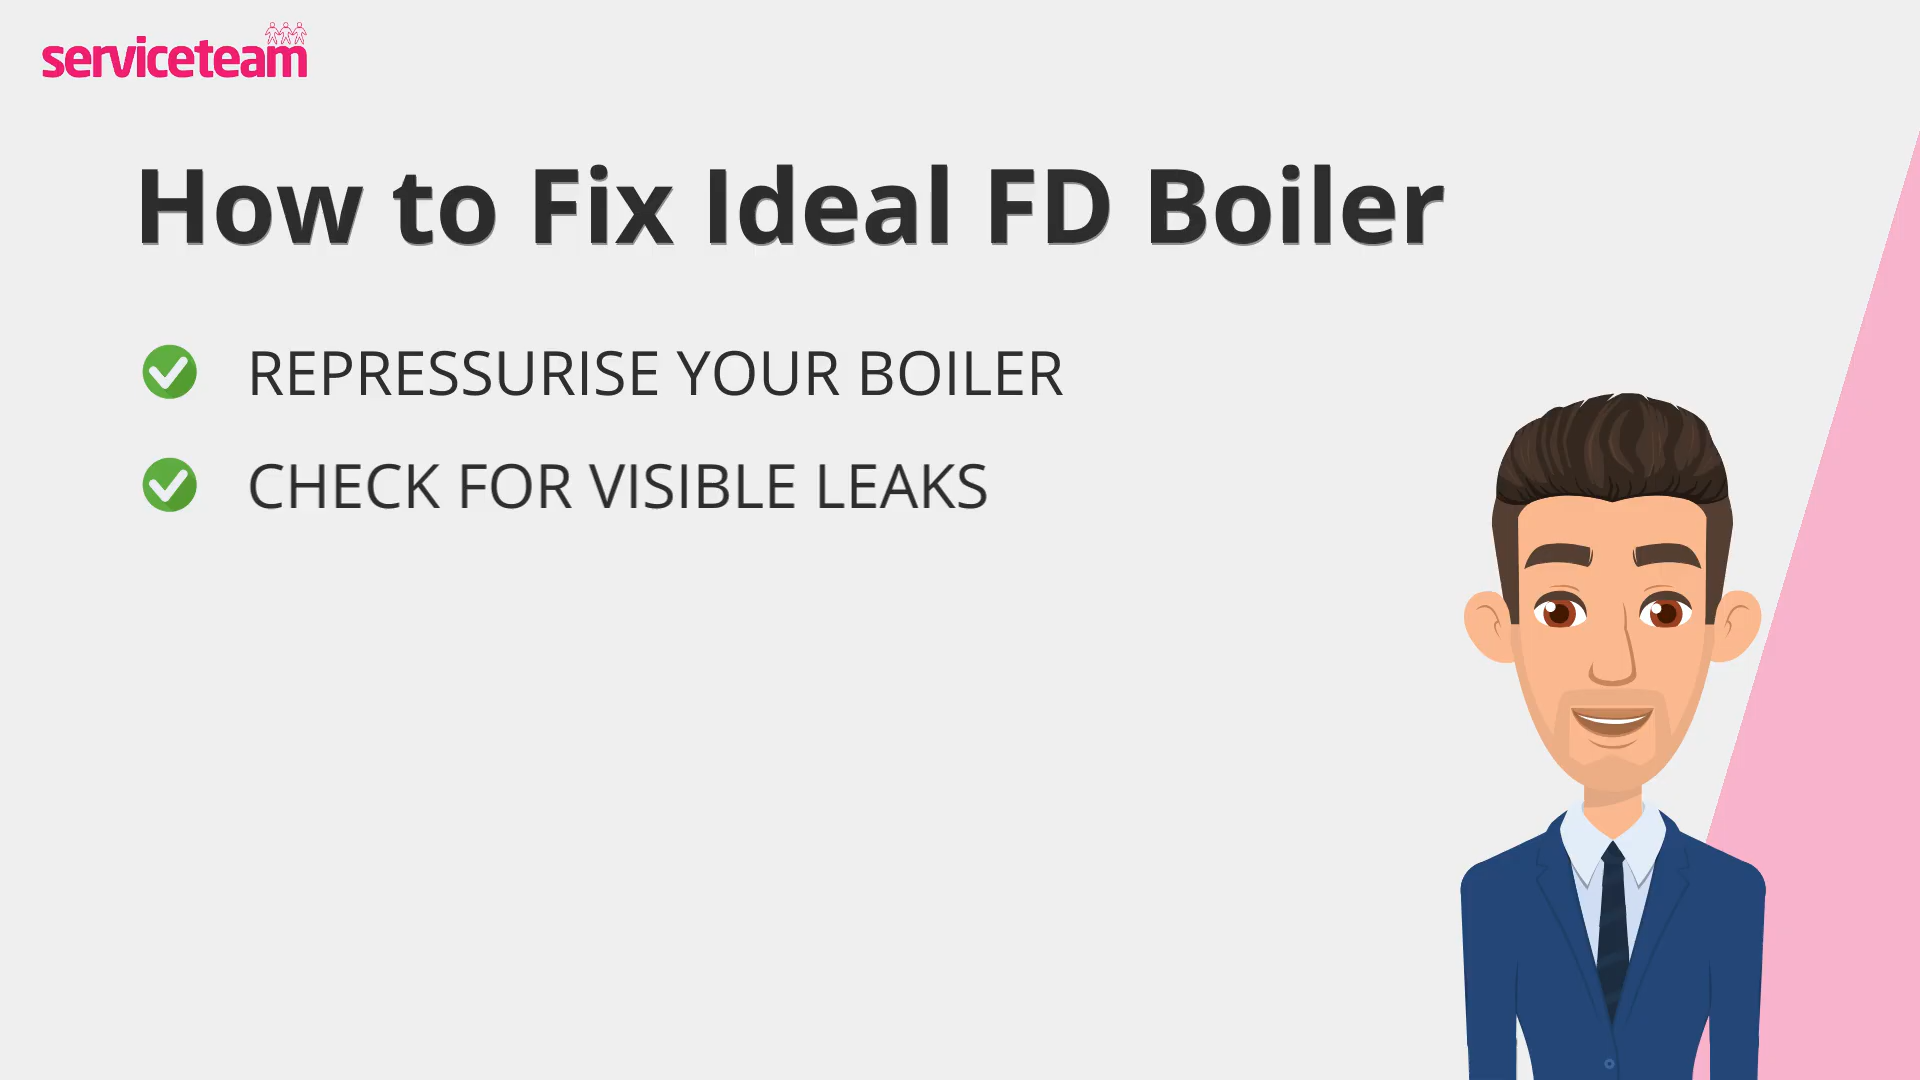 serviceteam
How to Fix Ideal FD Boiler
REPRESSURISE YOUR BOILER
CHECK FOR VISIBLE LEAKS